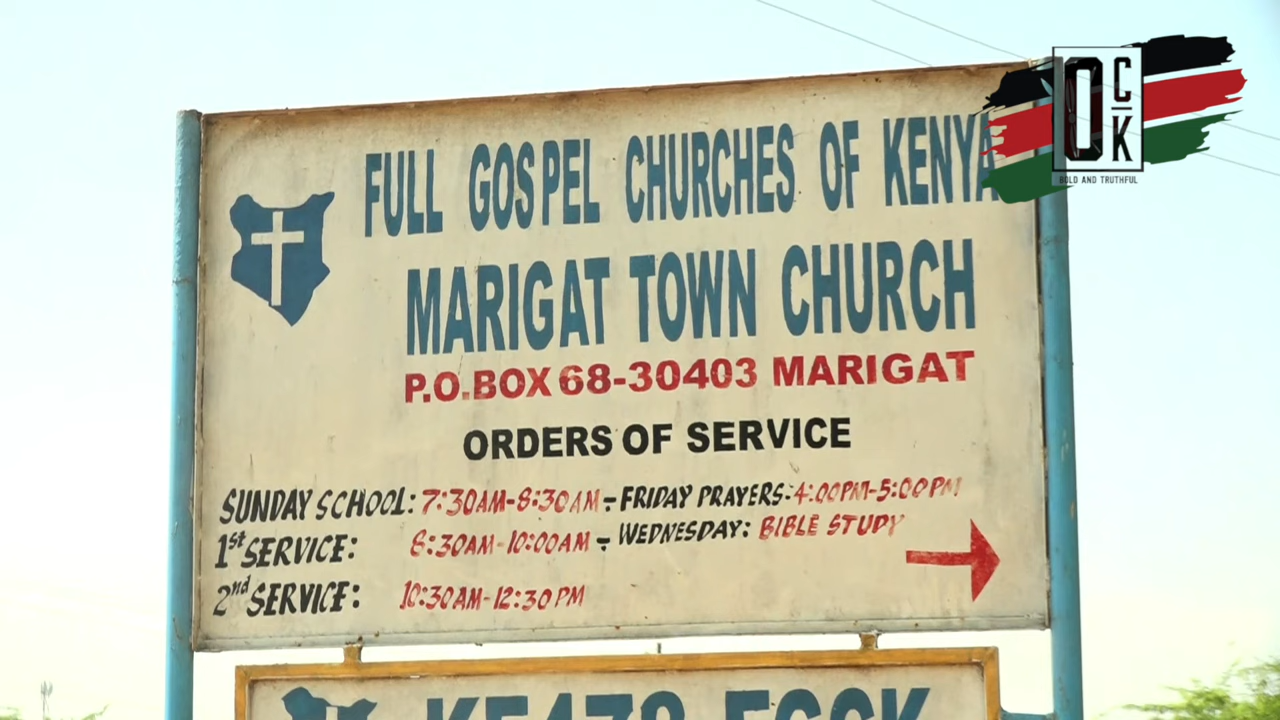 FULL GOSPEL CHURCHES OF KENYA
MARIGAT TOWN CHURCH
P.O.BOX 68-30403 MARIGAT
ORDERS OF SERVICE
SUNDAY SCHOOL: 7:30AM-8:30AM - FRIDAY PRAYERS: 4:00PM-5:00PM
1st SERVICE: 8:30AM-10:00AM - WEDNESDAY: BIBLE STUDY
2nd SERVICE: 10:30AM-12:30PM
OCK
BOLD AND TRUTHFUL